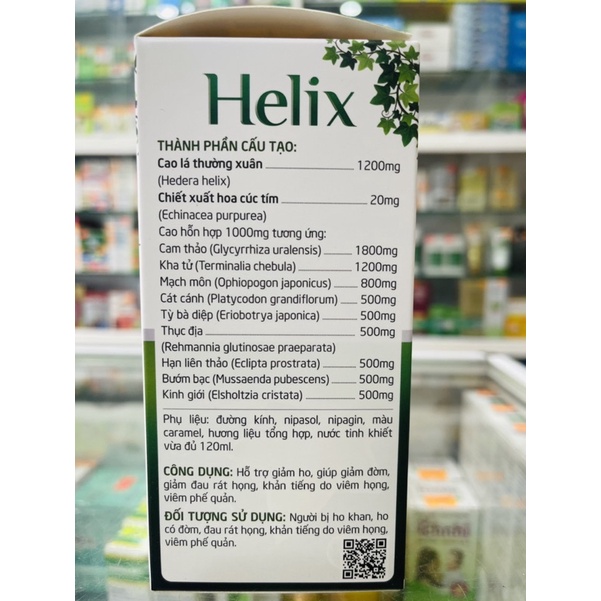 Helix
THÀNH PHẦN CẤU TẠO:
Cao lá thường xuân 1200mg
(Hedera helix)
Chiết xuất hoa cúc tím 20mg
(Echinacea purpurea)
Cao hỗn hợp 1000mg tương ứng:
Cam thảo (Glycyrrhiza uralensis) 1800mg
Kha tử (Terminalia chebula) 1200mg
Mạch môn (Ophiopogon japonicus) 800mg
Cát cánh (Platycodon grandiflorum) 500mg
Tỳ bà diệp (Eriobotrya japonica) 500mg
Thục địa 500mg
(Rehmannia glutinosae praeparata)
Hạn liên thảo (Eclipta prostrata) 500mg
Bướm bạc (Mussaenda pubescens) 500mg
Kinh giới (Elsholtzia cristata) 500mg
Phụ liệu: đường kính, nipasol, nipagin, màu
caramel, hương liệu tổng hợp, nước tinh khiết
vừa đủ 120ml.
CÔNG DỤNG: Hỗ trợ giảm ho, giúp giảm đờm,
giảm đau rát họng, khản tiếng do viêm họng,
viêm phế quản.
ĐỐI TƯỢNG SỬ DỤNG: Người bị ho khan, ho
có đờm, đau rát họng, khản tiếng do viêm họng,
viêm phế quản.